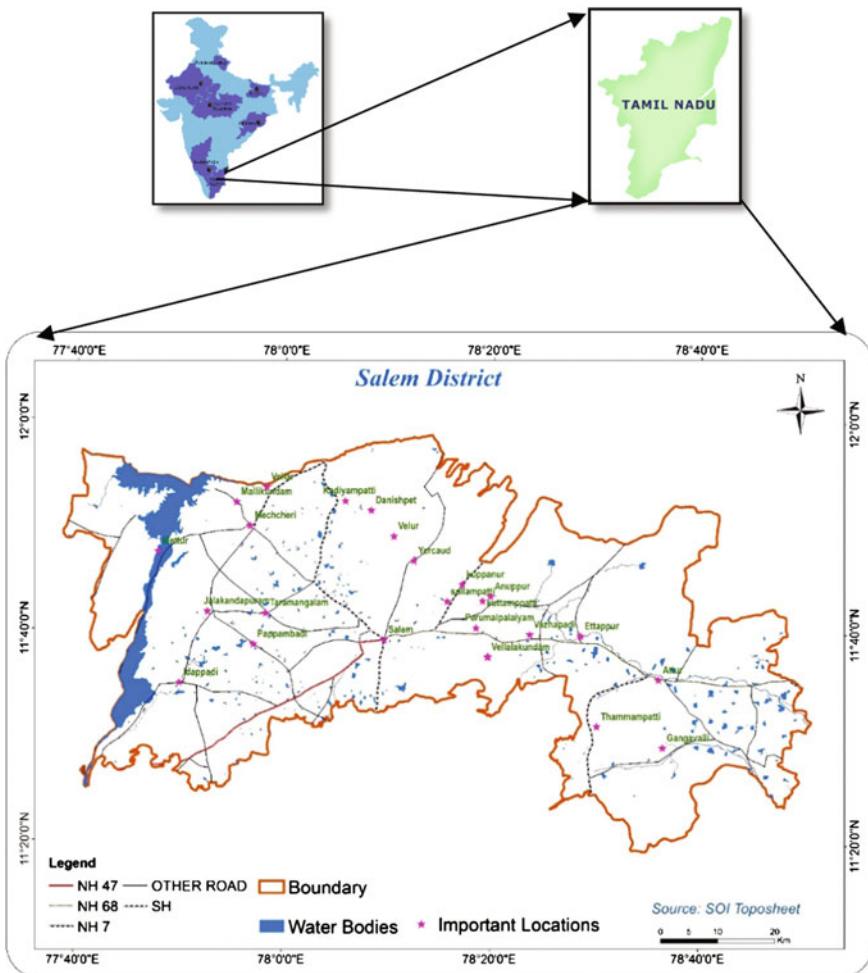 TAMIL NADU
77°40'0"E 78°0'0"E 78°20'0"E 78°40'0"E
Salem District
N
12°0'0"N 12°0'0"N
Mallikundam
Kadiyampatti
Danishpet
Mechcheri
Velur
Mettur
Yercaud
Anuppur
Jalakandapuram Taramangalam
Pappambadi
Salem
Vazhapadi
Ettappur
11°40'0"N 11°40'0"N
Vellalakundam
Idappadi
Attur
Thammampatti
Gangavalli
11°20'0"N 11°20'0"N
Legend
NH 47 OTHER ROAD Boundary
NH 68 SH
NH 7 Water Bodies Important Locations
Source: SOI Toposheet
0 5 10 20
Km
77°40'0"E 78°0'0"E 78°20'0"E 78°40'0"E